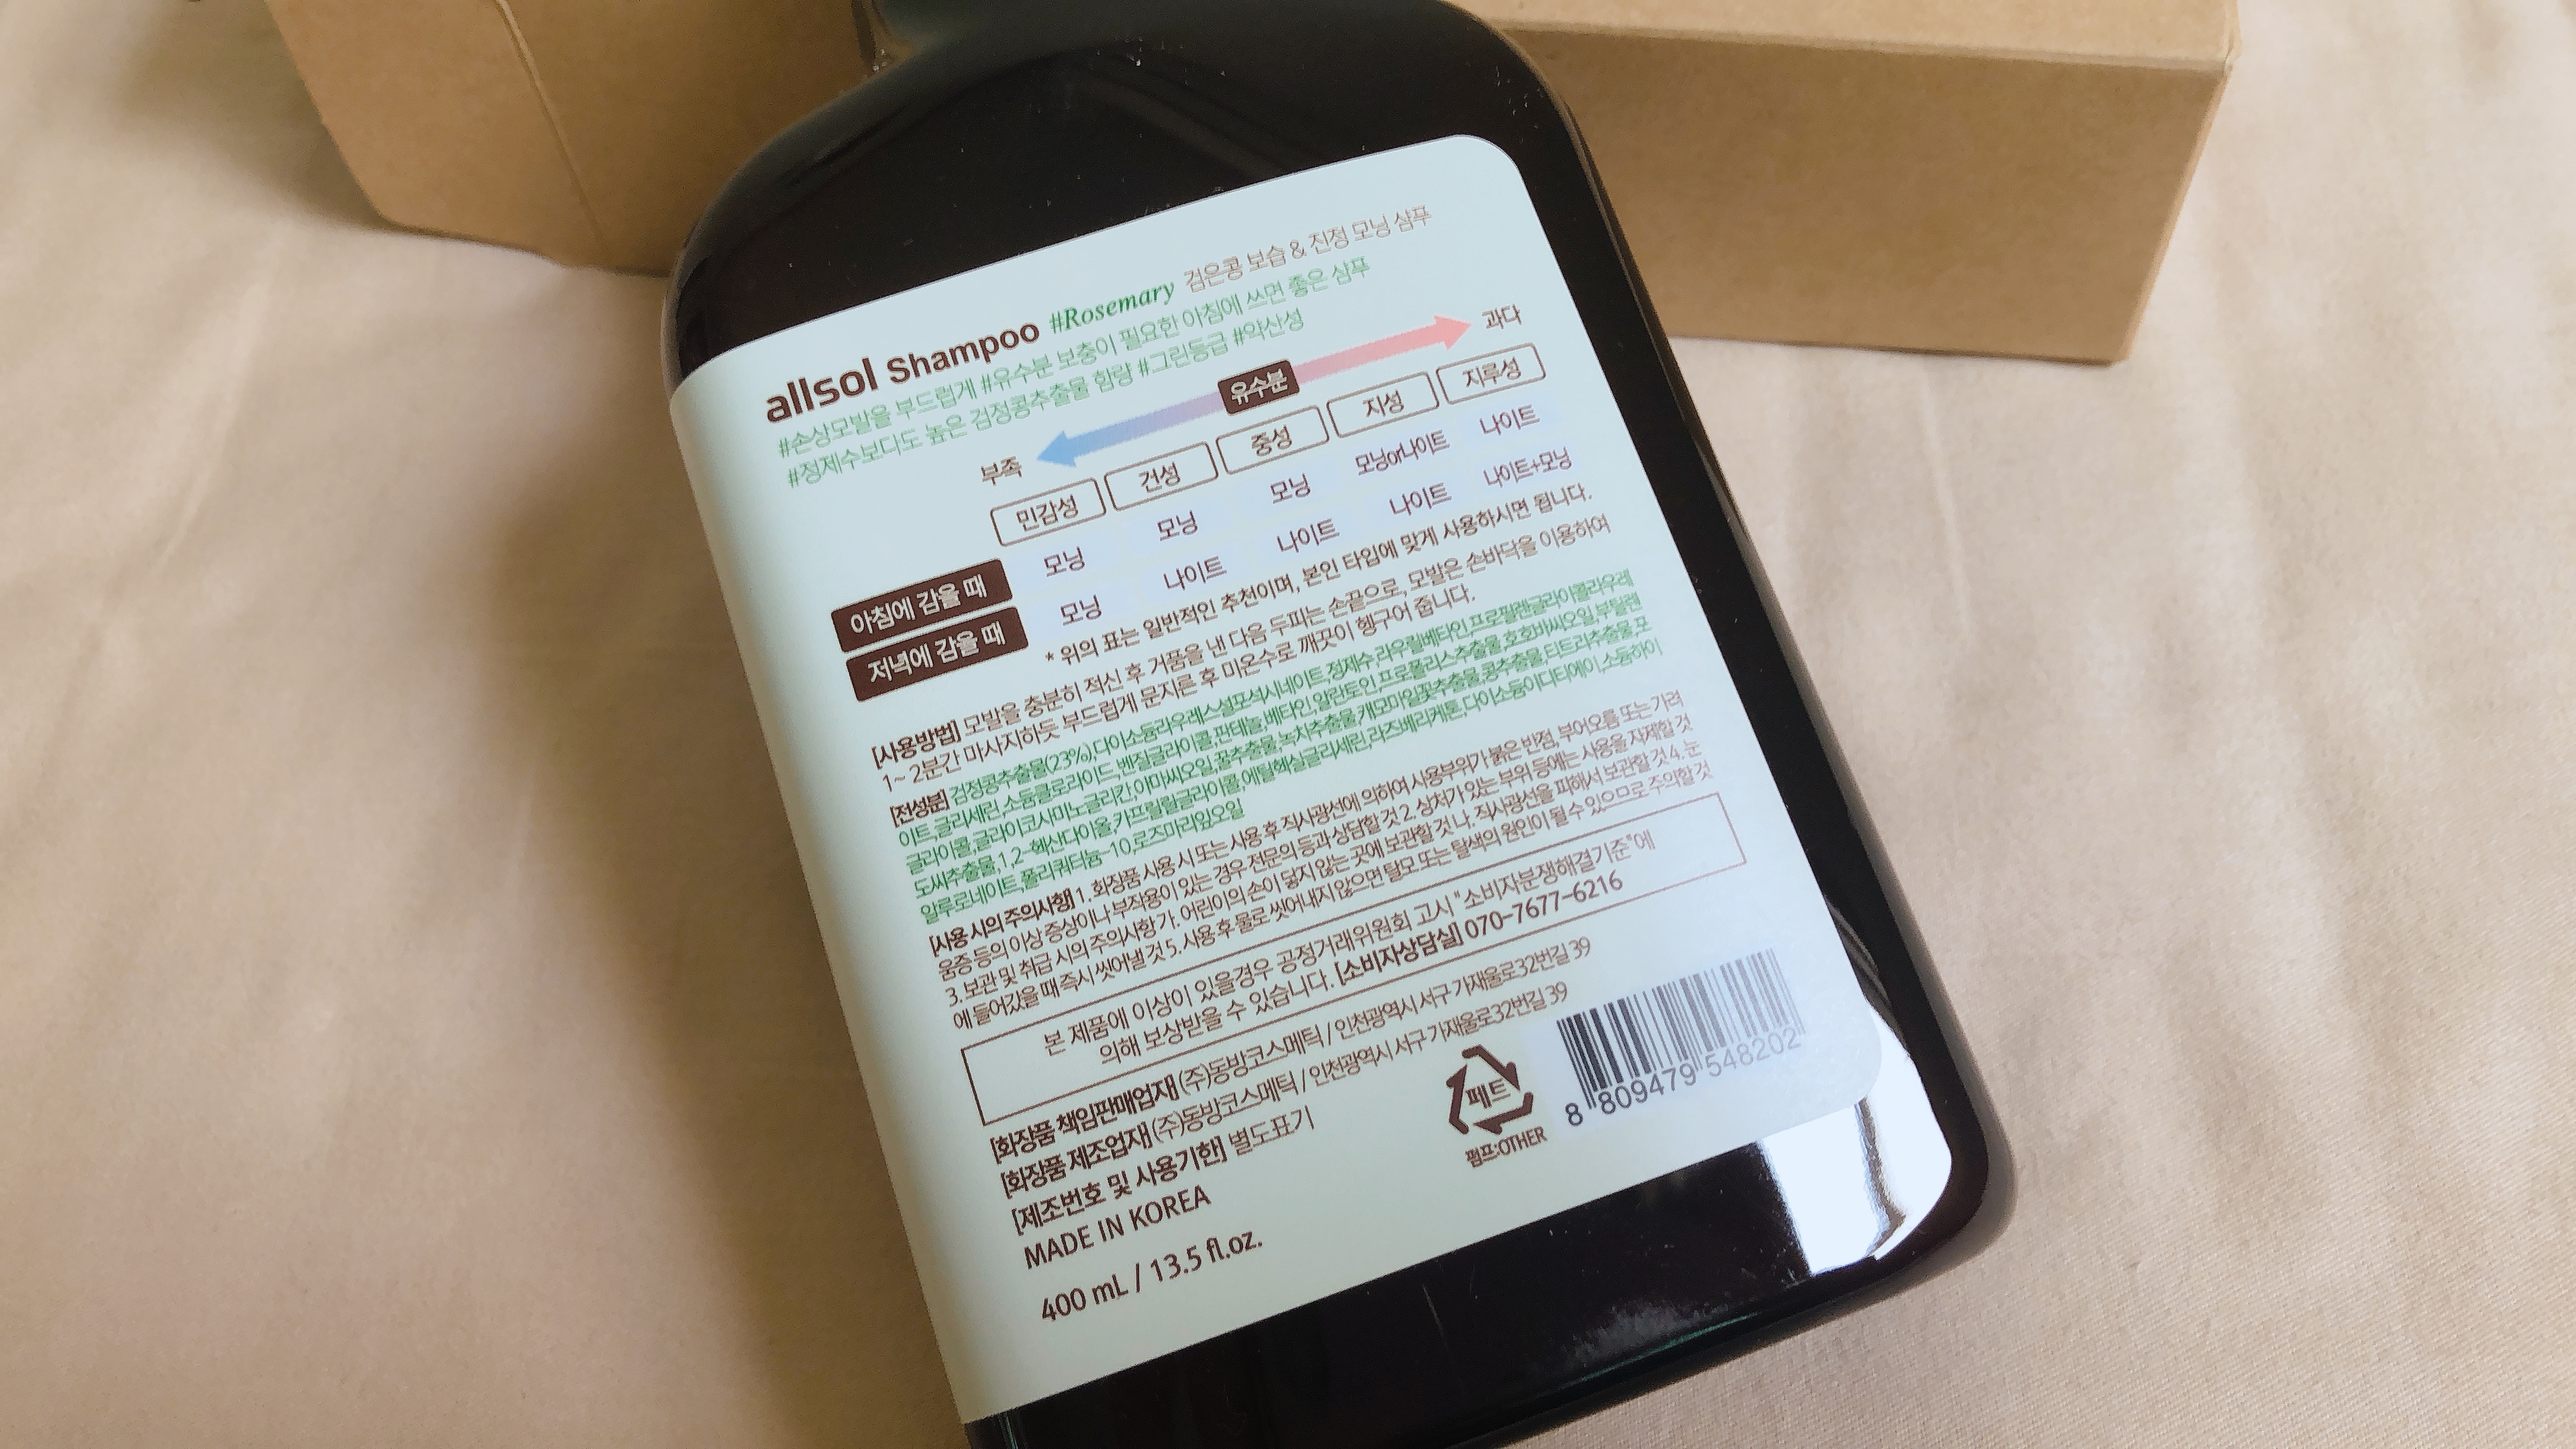 allsol Shampoo #Rosemary 검은콩 보습 & 진정 모닝 샴푸
#손상모발을 부드럽게 #유수분 보충이 필요한 아침에 쓰면 좋은 샴푸
#정제수보다도 높은 검정콩추출물 함량 #그린등급 #약산성
부족 유수분 과다
민감성 건성 중성 지성 지루성
아침에 감을 때 모닝 모닝 모닝 모닝or나이트 나이트
저녁에 감을 때 모닝 나이트 나이트 나이트 나이트+모닝
* 위의 표는 일반적인 추천이며, 본인 타입에 맞게 사용하시면 됩니다.
[사용방법] 모발을 충분히 적신 후 거품을 낸 다음 두피는 손끝으로, 모발은 손바닥을 이용하여
1~ 2분간 마사지하듯 부드럽게 문지른 후 미온수로 깨끗이 헹구어 줍니다.
[전성분] 검정콩추출물(23%),다이소듐라우레스설포석시네이트,정제수,라우릴베타인,프로필렌글라이콜라우레
이트,글리세린,소듐클로라이드,벤질글라이콜,판테놀,베타인,알란토인,프로폴리스추출물,호호바씨오일,부틸렌
글라이콜,글라이코사미노글리칸,아마씨오일,꿀추출물,녹차추출물,캐모마일꽃추출물,콩추출물,티트리추출물,포
도씨추출물,1,2-헥산다이올,카프릴릴글라이콜,에틸헥실글리세린,라즈베리케톤,다이소듐이디티에이,소듐하이
알루로네이트,폴리쿼터늄-10,로즈마리잎오일
[사용 시의 주의사항] 1. 화장품 사용 시 또는 사용 후 직사광선에 의하여 사용부위가 붉은 반점, 부어오름 또는 가려
움증 등의 이상 증상이나 부작용이 있는 경우 전문의 등과 상담할 것 2. 상처가 있는 부위 등에는 사용을 자제할 것
3. 보관 및 취급 시의 주의사항 가. 어린이의 손이 닿지 않는 곳에 보관할 것 나. 직사광선을 피해서 보관할 것 4. 눈
에 들어갔을 때 즉시 씻어낼 것 5. 사용 후 물로 씻어내지 않으면 탈모 또는 탈색의 원인이 될 수 있으므로 주의할 것
본 제품에 이상이 있을경우 공정거래위원회 고시 "소비자분쟁해결기준"에
의해 보상받을 수 있습니다. [소비자상담실] 070-7677-6216
[화장품 책임판매업자] (주)동방코스메틱 / 인천광역시 서구 가재울로32번길 39
[화장품 제조업자] (주)동방코스메틱 / 인천광역시 서구 가재울로32번길 39
[제조번호 및 사용기한] 별도표기
MADE IN KOREA
400 mL / 13.5 fl.oz.
페트
펌프:OTHER
8 809479 548202